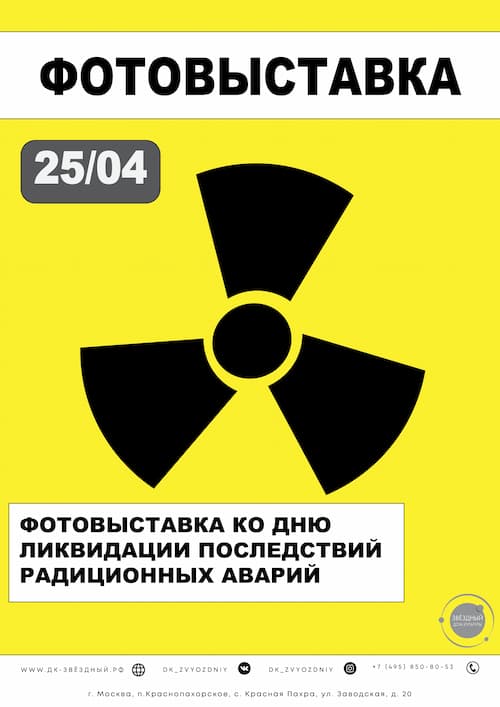 ФОТОВЫСТАВКА
25/04
ФОТОВЫСТАВКА КО ДНЮ
ЛИКВИДАЦИИ ПОСЛЕДСТВИЙ
РАДИЦИОННЫХ АВАРИЙ
ЗВЁЗДНЫЙ
ДОМ КУЛЬТУРЫ
WWW.ДК-ЗВЁЗДНЫЙ.РФ DK_ZVYOZDNIY DK_ZVYOZDNIY +7 (495) 850-80-53
г. Москва, п.Краснопахорское, с. Красная Пахра, ул. Заводская, д. 20